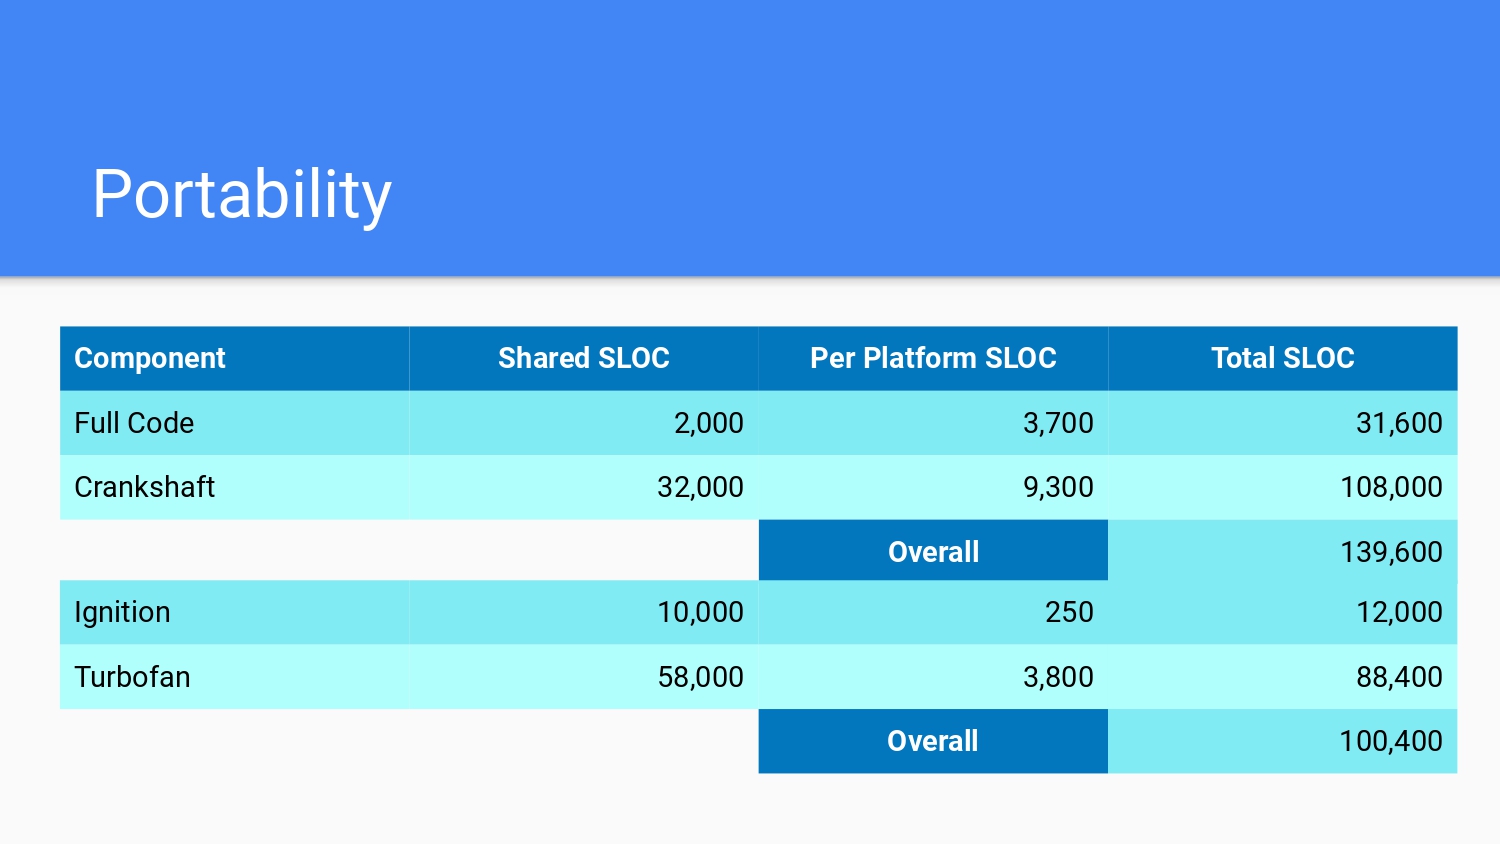 Portability
Component Shared SLOC Per Platform SLOC Total SLOC
Full Code 2,000 3,700 31,600
Crankshaft 32,000 9,300 108,000
Overall 139,600
Ignition 10,000 250 12,000
Turbofan 58,000 3,800 88,400
Overall 100,400